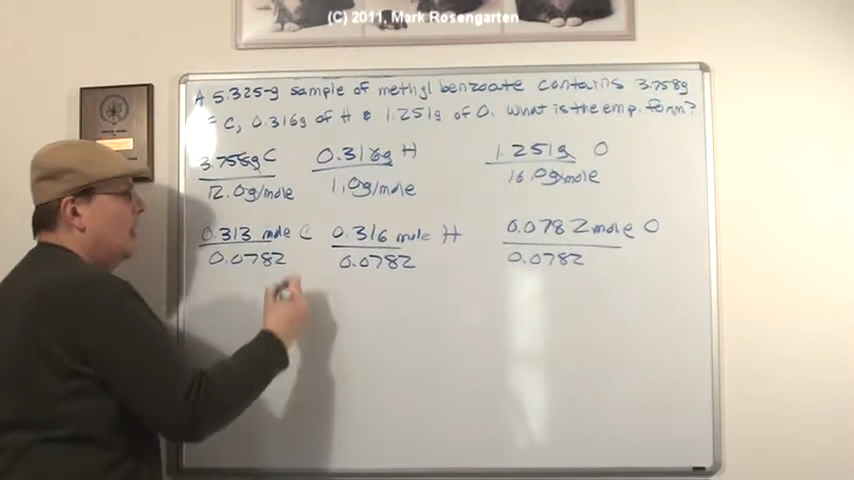 (C) 2011, Mark Rosengarten
A 5.325-g sample of methyl benzoate contains 3.758g
C, 0.316g of H & 1.251g of O. What is the emp. form?
3.758g C 0.316g H 1.251g O
12.0g/mole 1.0g/mole 16.0g/mole
0.313 mole C 0.316 mole H 0.0782 mole O
0.0782 0.0782 0.0782